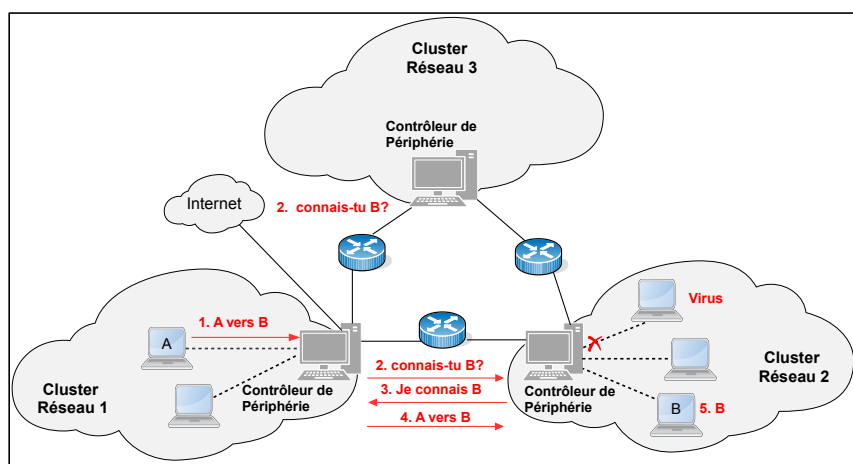 Cluster
Réseau 3
Contrôleur de
Périphérie
Internet
2. connais-tu B?
Virus
1. A vers B
A
2. connais-tu B?
Cluster
Réseau 2
Cluster
Réseau 1
Contrôleur de
Périphérie
3. Je connais B
Contrôleur de
Périphérie
B
5. B
4. A vers B